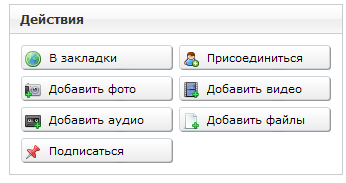 Действия
В закладки
Присоединиться
Добавить фото
Добавить видео
Добавить аудио
Добавить файлы
Подписаться